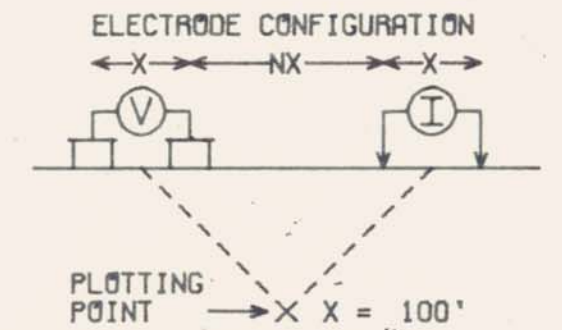 ELECTRODE CONFIGURATION
X NX X
V I
PLOTTING
POINT X X = 100'